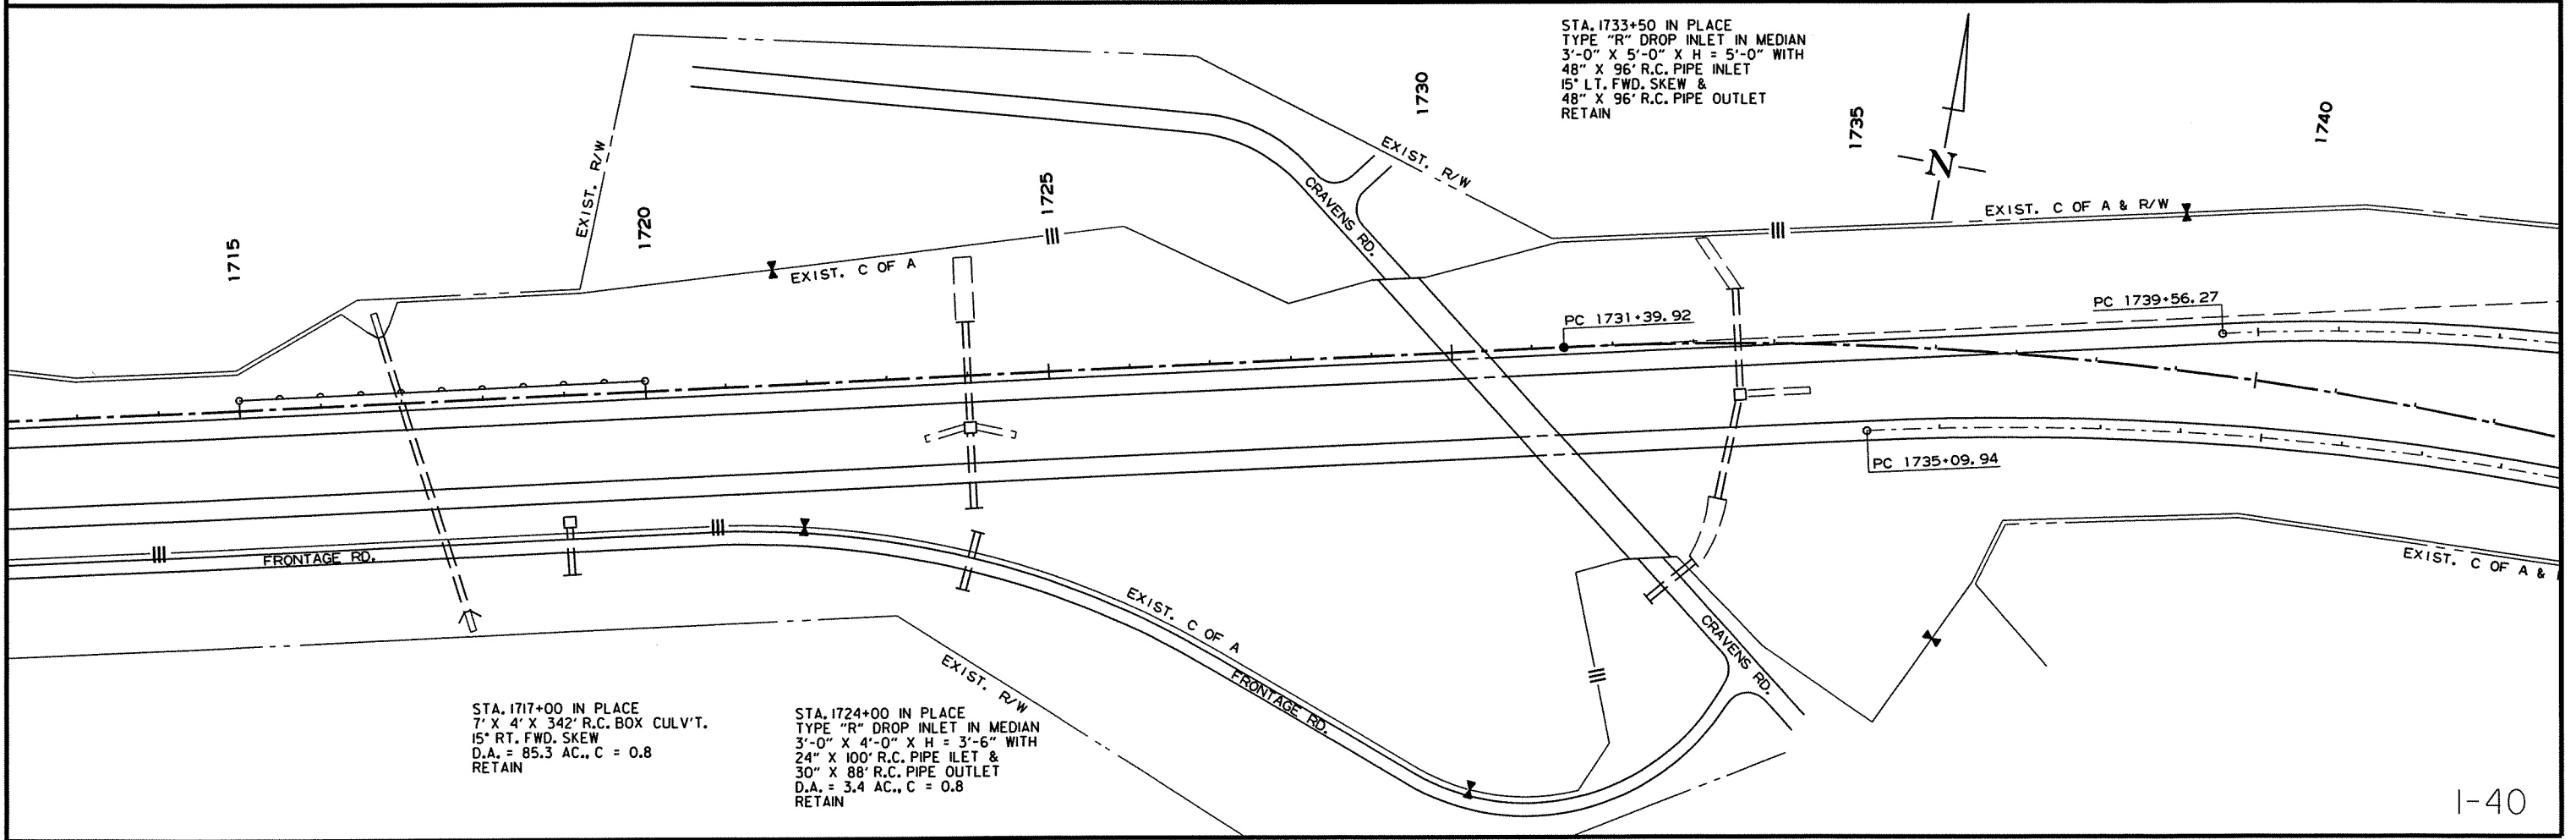 STA. 1733+50 IN PLACE
TYPE "R" DROP INLET IN MEDIAN
3'-0" X 5'-0" X H = 5'-0" WITH
48" X 96' R.C. PIPE INLET
15° LT. FWD. SKEW &
48" X 96' R.C. PIPE OUTLET
RETAIN
1715
1720
1725
1730
1735
1740
N
EXIST. R/W
EXIST. R/W
CRAVENS RD.
EXIST. C OF A
EXIST. C OF A & R/W
PC 1731+39.92
PC 1739+56.27
PC 1735+09.94
FRONTAGE RD.
EXIST. C OF A
FRONTAGE RD.
EXIST. R/W
CRAVENS RD.
EXIST. C OF A &
STA. 1717+00 IN PLACE
7' X 4' X 342' R.C. BOX CULV'T.
15° RT. FWD. SKEW
D.A. = 85.3 AC., C = 0.8
RETAIN
STA. 1724+00 IN PLACE
TYPE "R" DROP INLET IN MEDIAN
3'-0" X 4'-0" X H = 3'-6" WITH
24" X 100' R.C. PIPE ILET &
30" X 88' R.C. PIPE OUTLET
D.A. = 3.4 AC., C = 0.8
RETAIN
I-40